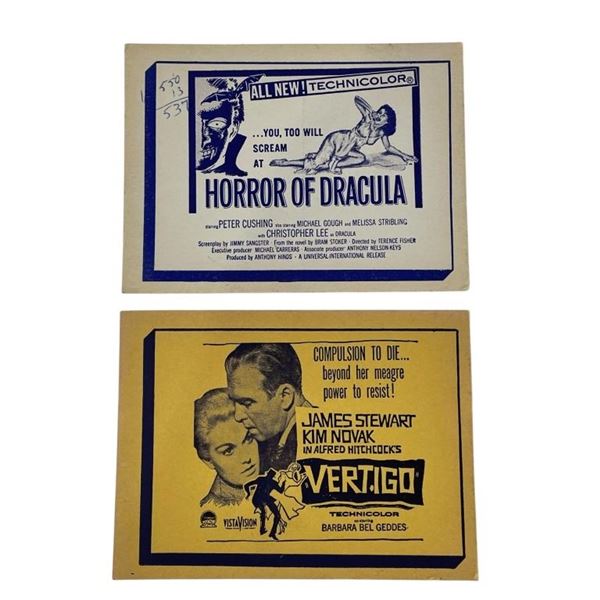 550
13
537
ALL NEW! TECHNICOLOR®
...YOU, TOO WILL
SCREAM
AT
HORROR OF DRACULA
starring PETER CUSHING also starring MICHAEL GOUGH and MELISSA STRIBLING
with CHRISTOPHER LEE as DRACULA
Screenplay by JIMMY SANGSTER · From the novel by BRAM STOKER · Directed by TERENCE FISHER
Executive producer MICHAEL CARRERAS · Associate producer ANTHONY NELSON-KEYS
Produced by ANTHONY HINDS · A UNIVERSAL-INTERNATIONAL RELEASE
COMPULSION TO DIE...
beyond her meagre
power to resist!
JAMES STEWART
KIM NOVAK
IN ALFRED HITCHCOCK'S
VERTIGO
TECHNICOLOR
VISTAVISION
BARBARA BEL GEDDES